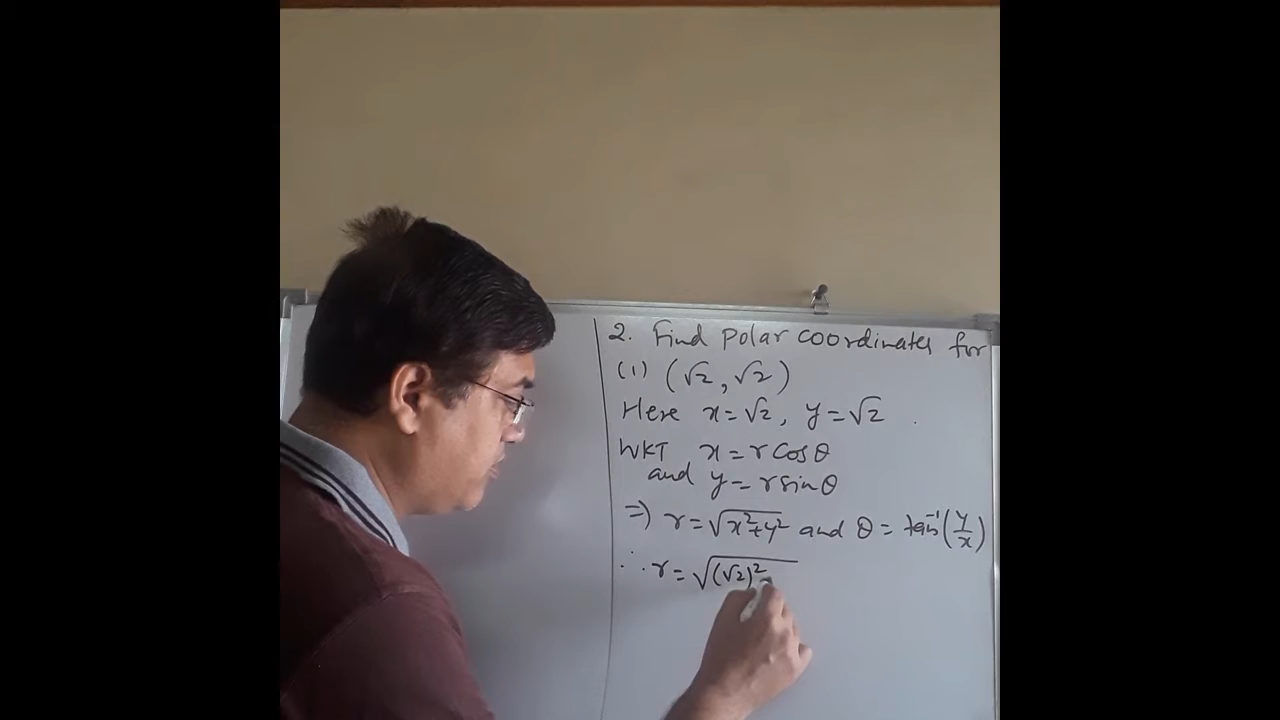 2. Find Polar coordinates for
(1) (√2, √2)
Here x = √2, y = √2 .
WKT x = r cos θ
and y = r sin θ
⇒ r = √x²+y² and θ = tan⁻¹(y/x)
∴ r = √(√2)²